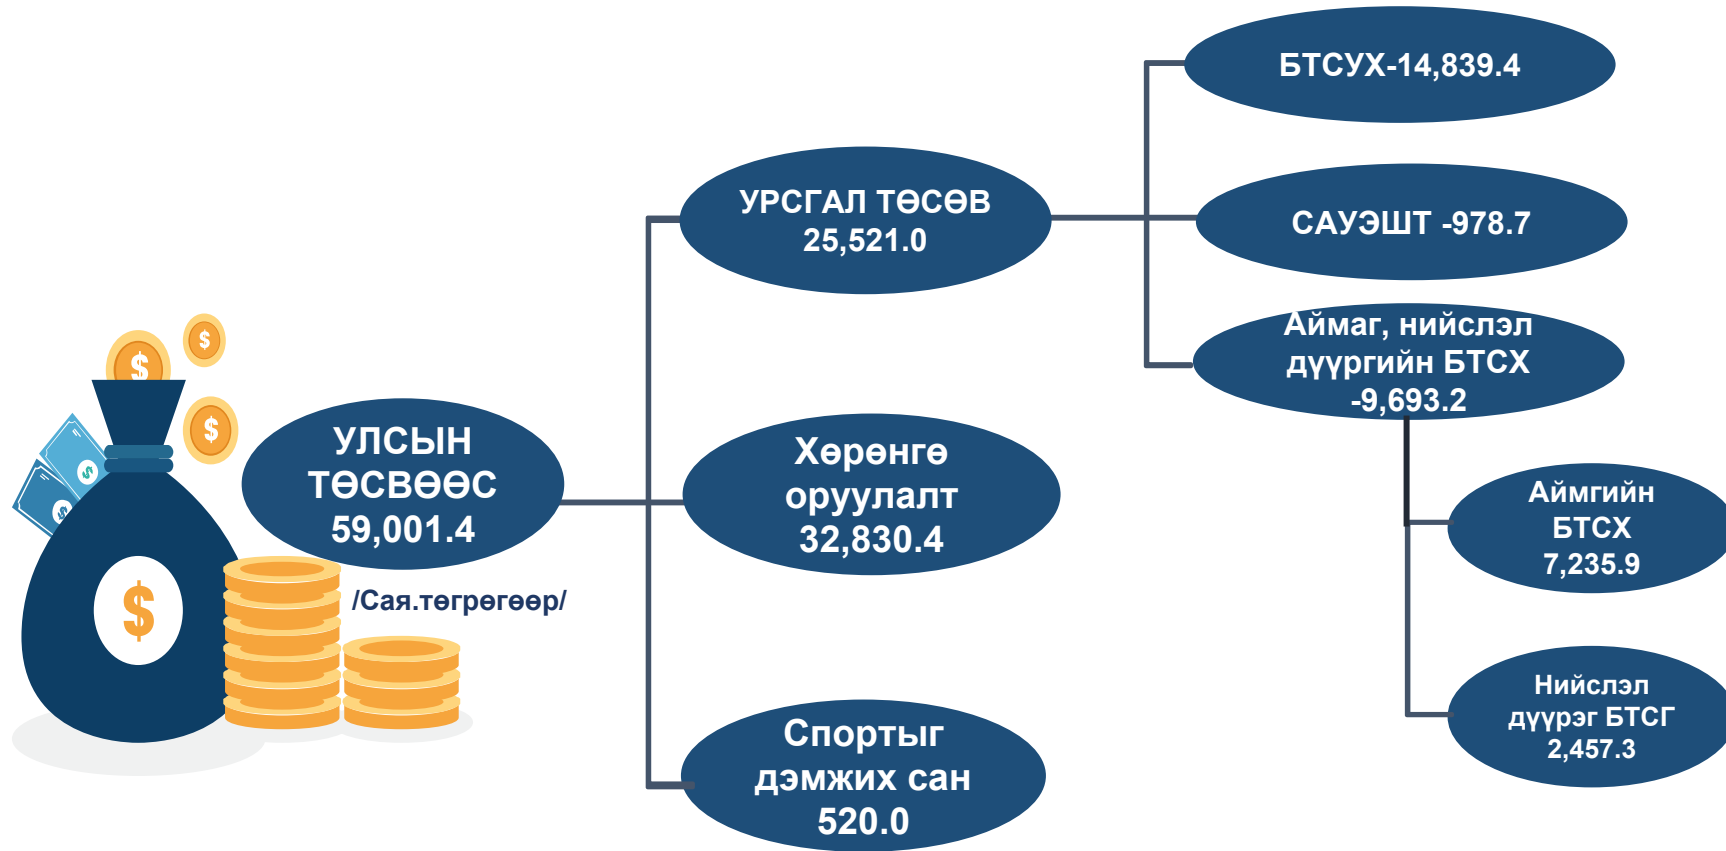 УЛСЫН
ТӨСВӨӨС
59,001.4
/Сая.төгрөгөөр/
УРСГАЛ ТӨСӨВ
25,521.0
Хөрөнгө
оруулалт
32,830.4
Спортыг
дэмжих сан
520.0
БТСУХ-14,839.4
САУЭШТ -978.7
Аймаг, нийслэл
дүүргийн БТСХ
-9,693.2
Аймгийн
БТСХ
7,235.9
Нийслэл
дүүрэг БТСГ
2,457.3